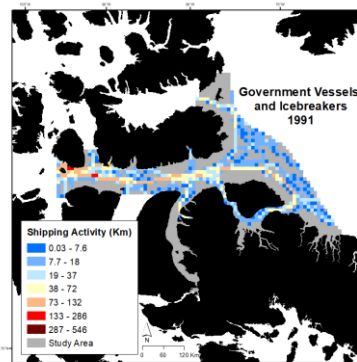 Government Vessels
and Icebreakers
1991
Shipping Activity (Km)
0.03 - 7.6
7.7 - 18
19 - 37
38 - 72
73 - 132
133 - 286
287 - 546
Study Area
N
0
60
120 Km